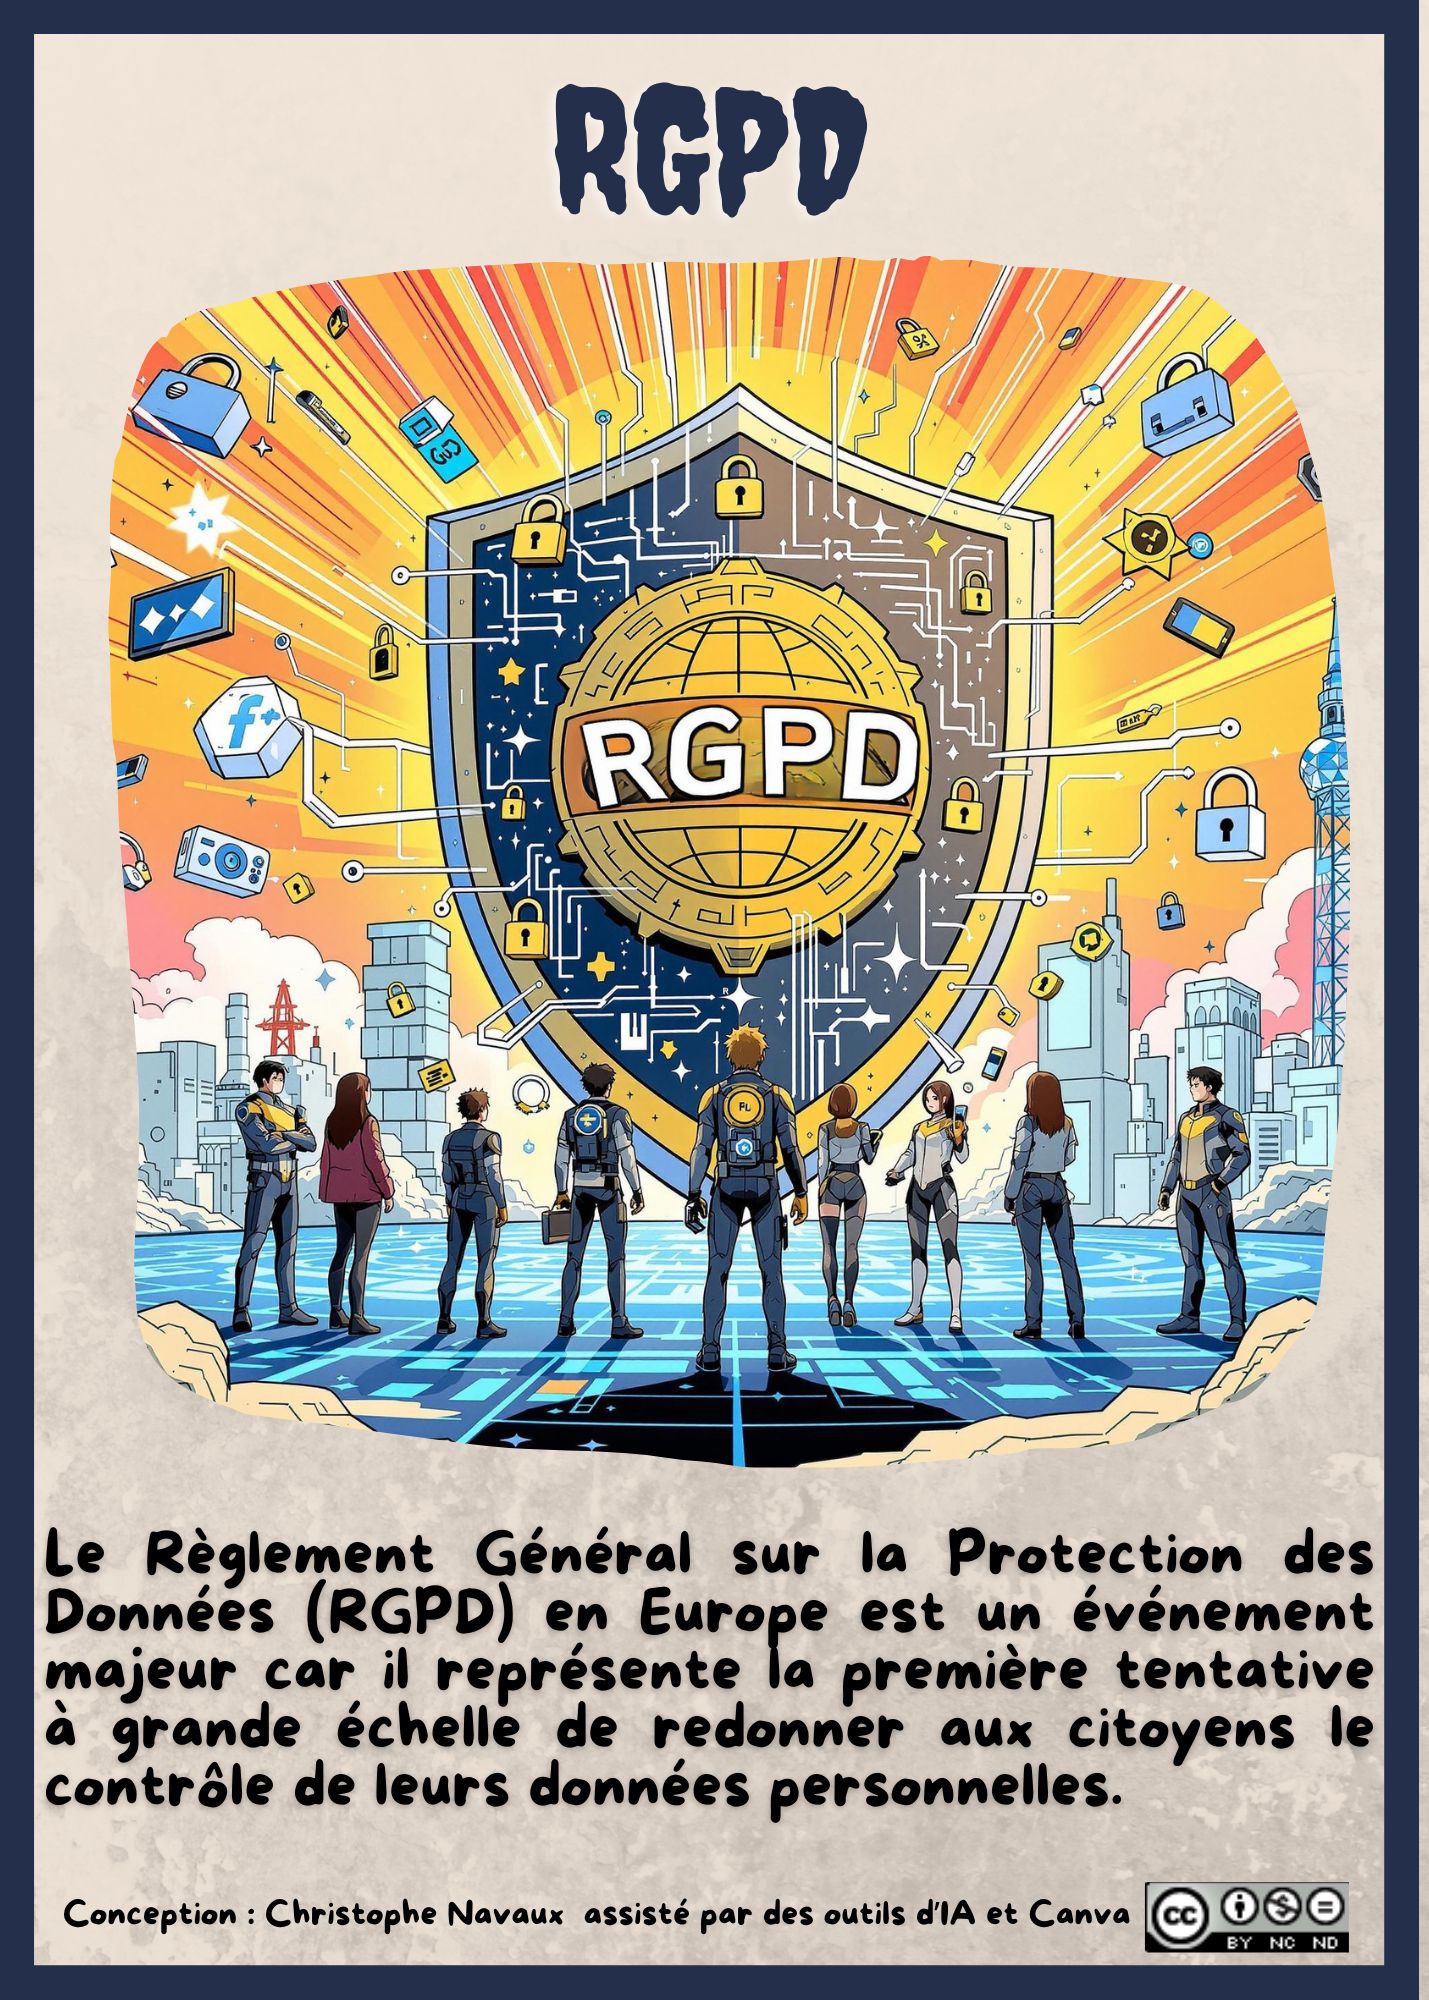 RGPD
RGPD
Le Règlement Général sur la Protection des
Données (RGPD) en Europe est un événement
majeur car il représente la première tentative
à grande échelle de redonner aux citoyens le
contrôle de leurs données personnelles.
Conception : Christophe Navaux assisté par des outils d'IA et Canva
cc
BY NC ND